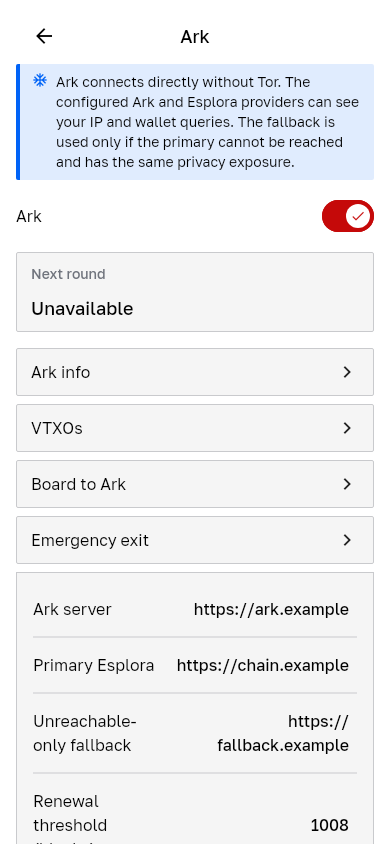 Ark
Ark connects directly without Tor. The
configured Ark and Esplora providers can see
your IP and wallet queries. The fallback is
used only if the primary cannot be reached
and has the same privacy exposure.
Ark
Next round
Unavailable
Ark info
VTXOs
Board to Ark
Emergency exit
Ark server https://ark.example
Primary Esplora https://chain.example
Unreachable- https://
only fallback fallback.example
Renewal
threshold 1008